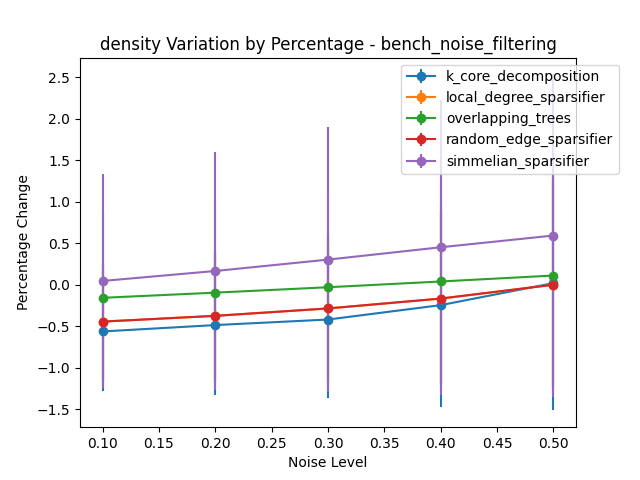 density Variation by Percentage - bench_noise_filtering
k_core_decomposition
local_degree_sparsifier
overlapping_trees
random_edge_sparsifier
simmelian_sparsifier
Percentage Change
2.5
2.0
1.5
1.0
0.5
0.0
−0.5
−1.0
−1.5
0.10 0.15 0.20 0.25 0.30 0.35 0.40 0.45 0.50
Noise Level